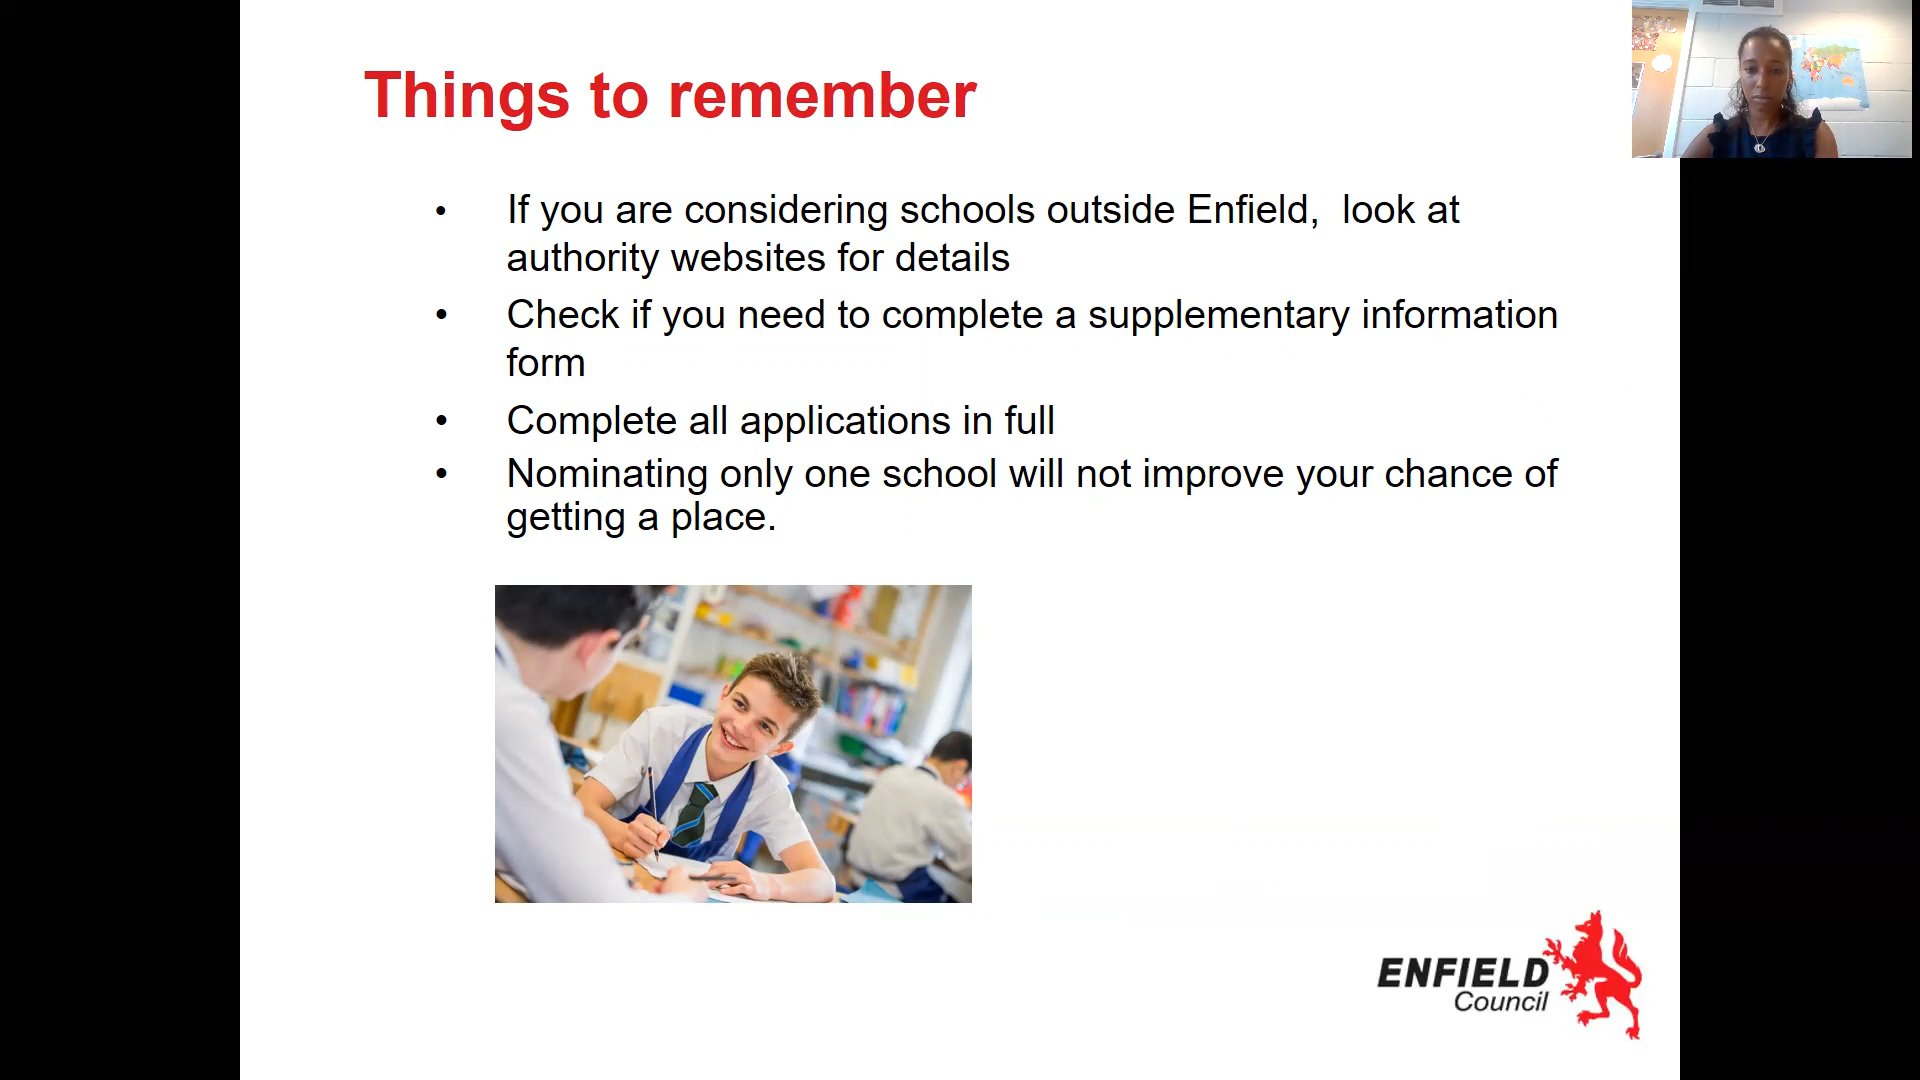 Things to remember
• If you are considering schools outside Enfield,  look at
authority websites for details
• Check if you need to complete a supplementary information
form
• Complete all applications in full
• Nominating only one school will not improve your chance of
getting a place.
ENFIELD
Council